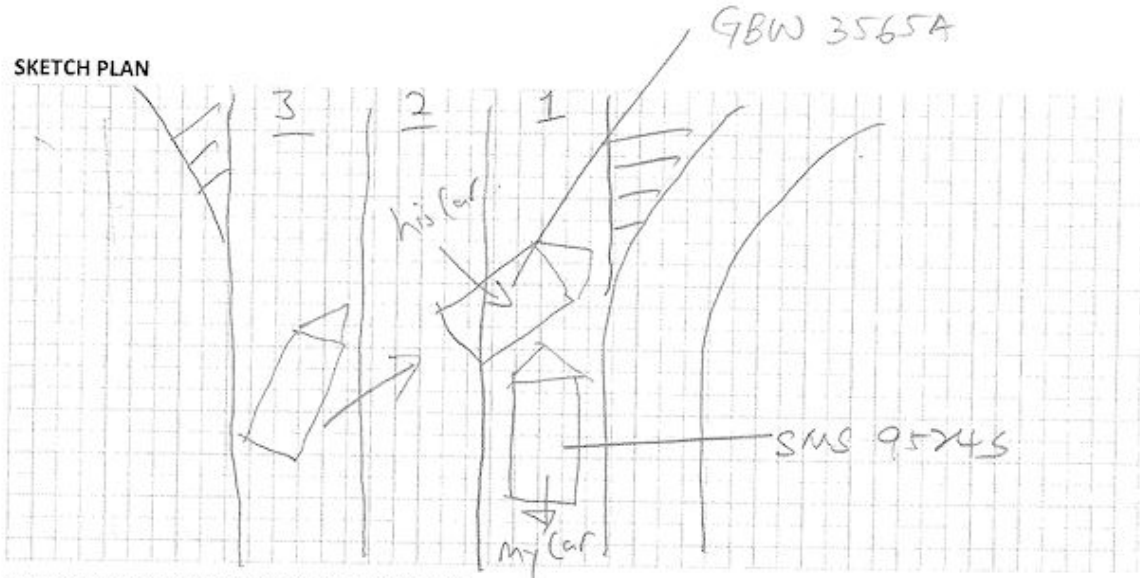 GBW 3565A
SKETCH PLAN
3 2 1
his Car
SMS 9524S
my Car